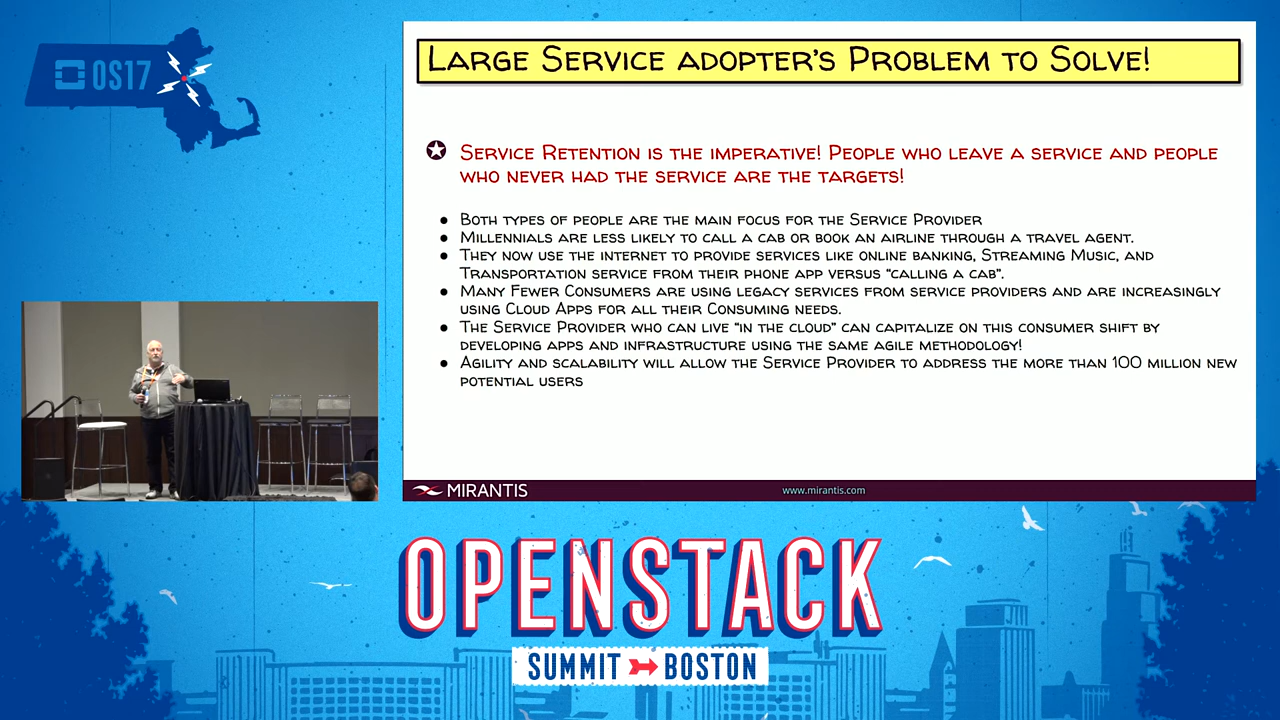 OS17
Large Service adopter's Problem to Solve!
Service Retention is the imperative! People who leave a service and people
who never had the service are the targets!
Both types of people are the main focus for the Service Provider
Millennials are less likely to call a cab or book an airline through a travel agent.
They now use the internet to provide services like online banking, Streaming Music, and
Transportation service from their phone app versus "calling a cab".
Many Fewer Consumers are using legacy services from service providers and are increasingly
using Cloud Apps for all their Consuming needs.
The Service Provider who can live "in the cloud" can capitalize on this consumer shift by
developing apps and infrastructure using the same agile methodology!
Agility and scalability will allow the Service Provider to address the more than 100 million new
potential users
MIRANTIS
www.mirantis.com
OPENSTACK
SUMMIT BOSTON